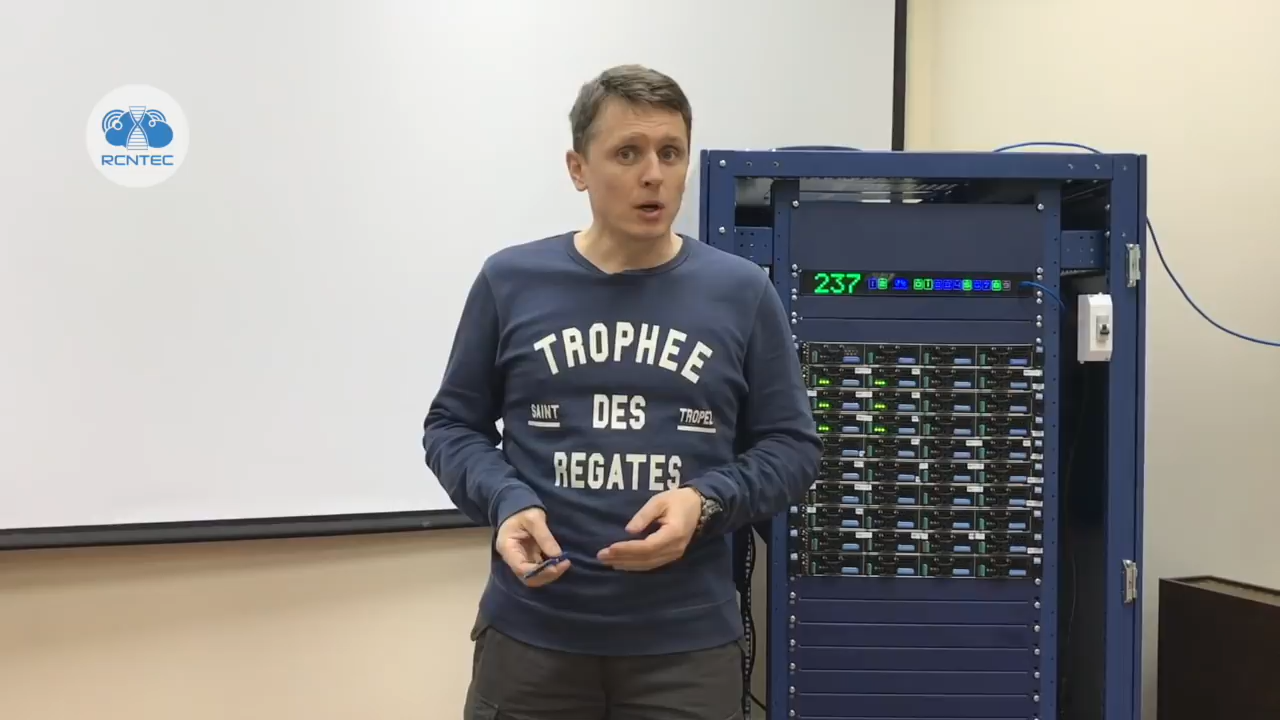 RCNTEC
237
TROPHEE
SAINT DES TROPEZ
REGATES